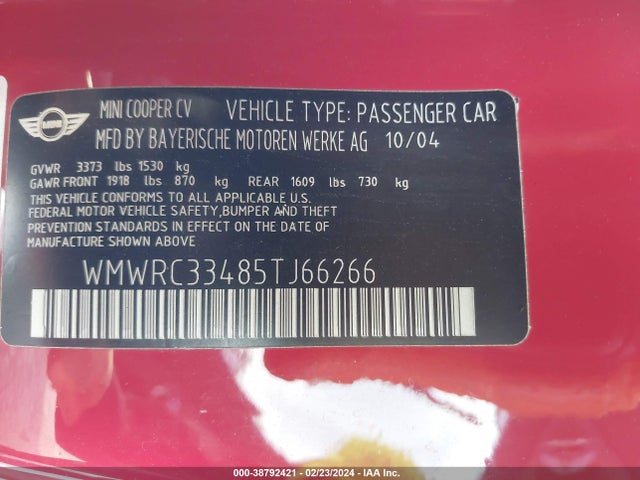 MINI
MINI COOPER CV VEHICLE TYPE: PASSENGER CAR
MFD BY BAYERISCHE MOTOREN WERKE AG 10/04
GVWR 3373 lbs 1530 kg
GAWR FRONT 1918 lbs 870 kg REAR 1609 lbs 730 kg
THIS VEHICLE CONFORMS TO ALL APPLICABLE U.S.
FEDERAL MOTOR VEHICLE SAFETY,BUMPER AND THEFT
PREVENTION STANDARDS IN EFFECT ON THE DATE OF
MANUFACTURE SHOWN ABOVE.
WMWRC33485TJ66266
000-38792421 - 02/23/2024 - IAA Inc.